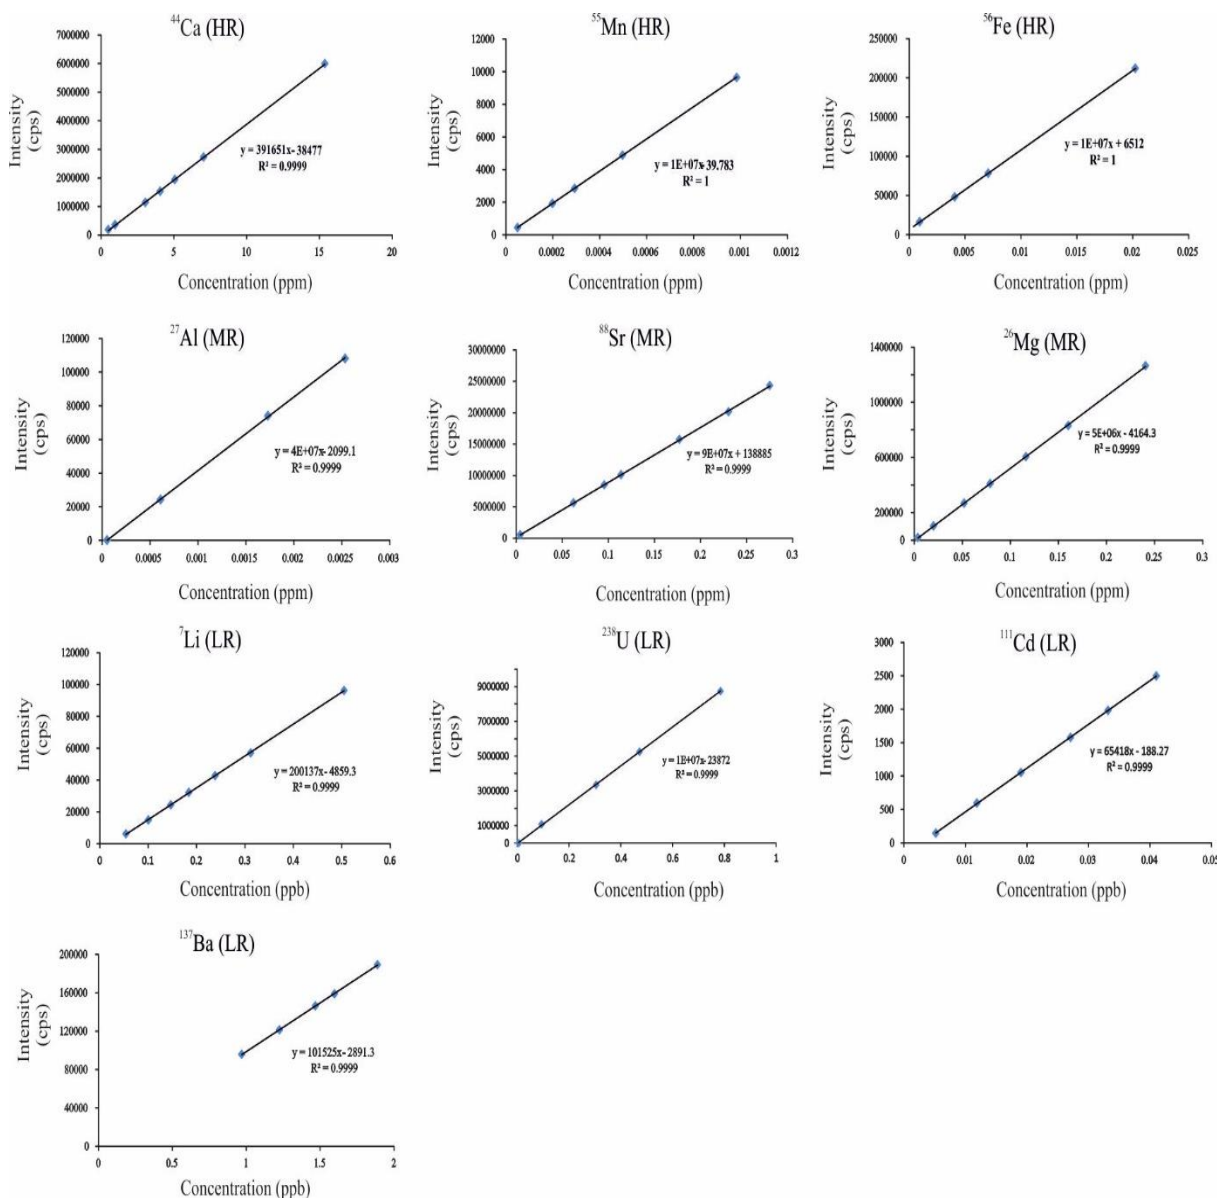 44Ca (HR)
7000000
6000000
5000000
4000000
3000000
2000000
1000000
0
0 5 10 15 20
Intensity
(cps)
y = 391651x - 38477
R² = 0.9999
Concentration (ppm)
55Mn (HR)
12000
10000
8000
6000
4000
2000
0
0 0.0002 0.0004 0.0006 0.0008 0.001 0.0012
Intensity
(cps)
y = 1E+07x - 39.783
R² = 1
Concentration (ppm)
56Fe (HR)
250000
200000
150000
100000
50000
0
0 0.005 0.01 0.015 0.02 0.025
Intensity
(cps)
y = 1E+07x + 6512
R² = 1
Concentration (ppm)
27Al (MR)
120000
100000
80000
60000
40000
20000
0
0 0.0005 0.001 0.0015 0.002 0.0025 0.003
Intensity
(cps)
y = 4E+07x - 2099.1
R² = 0.9999
Concentration (ppm)
88Sr (MR)
30000000
25000000
20000000
15000000
10000000
5000000
0
0 0.05 0.1 0.15 0.2 0.25 0.3
Intensity
(cps)
y = 9E+07x + 138885
R² = 0.9999
Concentration (ppm)
26Mg (MR)
1400000
1000000
600000
200000
0
0 0.05 0.1 0.15 0.2 0.25 0.3
Intensity
(cps)
y = 5E+06x - 4164.3
R² = 0.9999
Concentration (ppm)
7Li (LR)
120000
100000
80000
60000
40000
20000
0
0 0.1 0.2 0.3 0.4 0.5 0.6
Intensity
(cps)
y = 200137x - 4859.3
R² = 0.9999
Concentration (ppb)
238U (LR)
9000000
7000000
5000000
3000000
1000000
0
0 0.2 0.4 0.6 0.8 1
Intensity
(cps)
y = 1E+07x - 23872
R² = 0.9999
Concentration (ppb)
111Cd (LR)
3000
2500
2000
1500
1000
500
0
0 0.01 0.02 0.03 0.04 0.05
Intensity
(cps)
y = 65418x - 188.27
R² = 0.9999
Concentration (ppb)
137Ba (LR)
200000
160000
120000
80000
40000
0
0 0.5 1 1.5 2
Intensity
(cps)
y = 101525x - 2891.3
R² = 0.9999
Concentration (ppb)